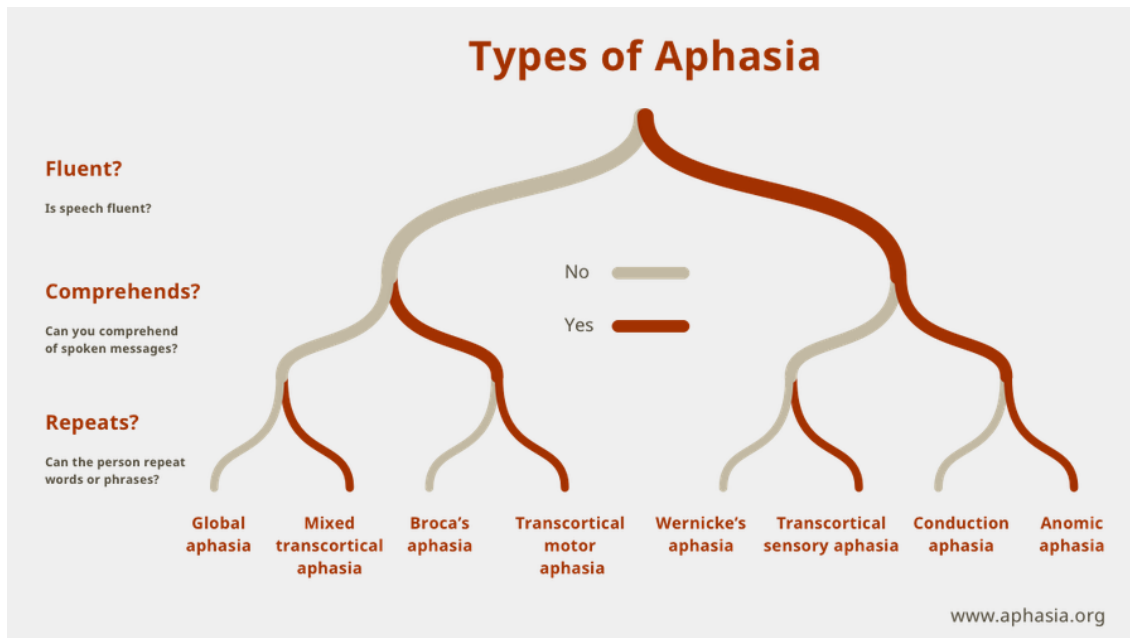 Types of Aphasia
Fluent?
Is speech fluent?
No
Yes
Comprehends?
Can you comprehend
of spoken messages?
Repeats?
Can the person repeat
words or phrases?
Global
aphasia
Mixed
transcortical
aphasia
Broca's
aphasia
Transcortical
motor
aphasia
Wernicke's
aphasia
Transcortical
sensory aphasia
Conduction
aphasia
Anomic
aphasia
www.aphasia.org